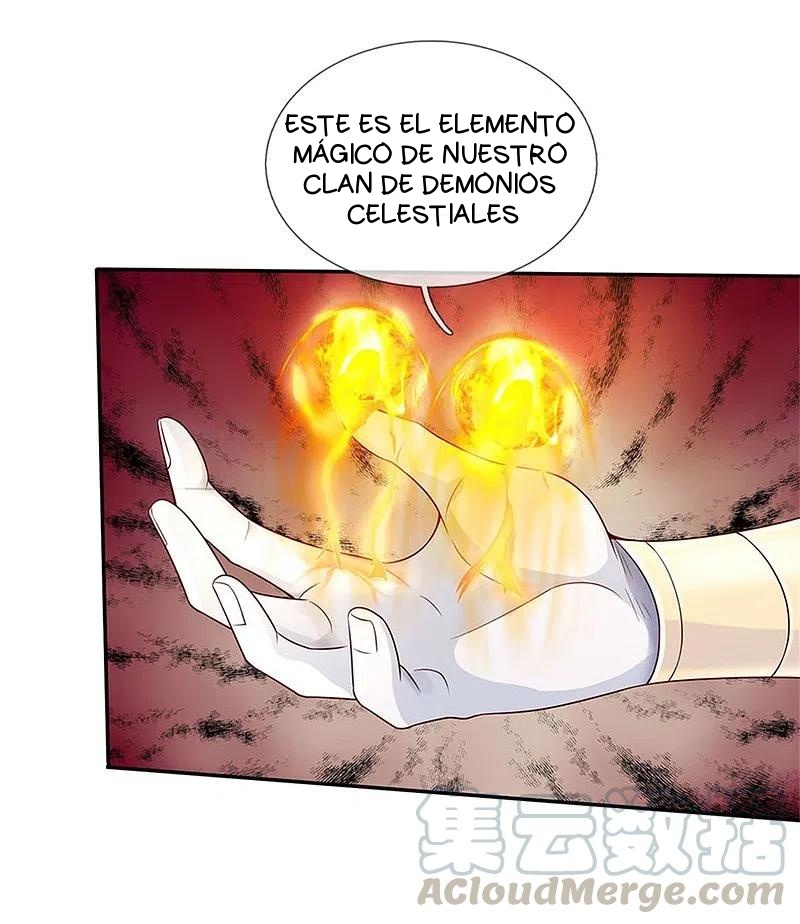 ESTE ES EL ELEMENTO
MÁGICO DE NUESTRO
CLAN DE DEMONIOS
CELESTIALES
集云数据
ACloudMerge.com